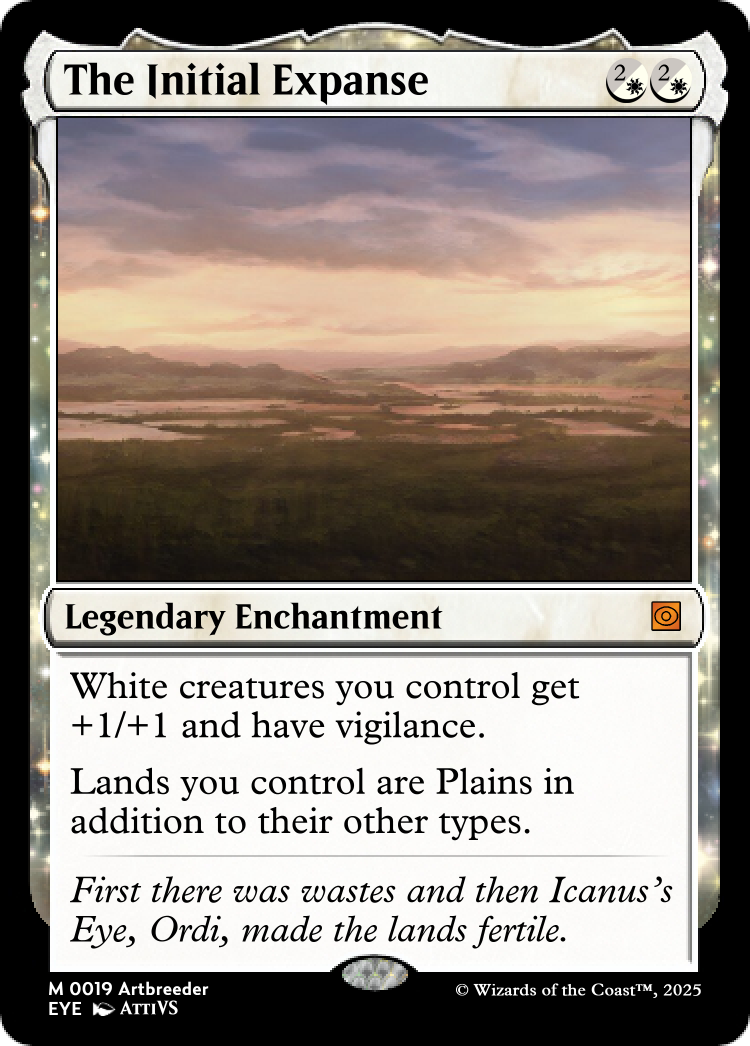 The Initial Expanse 2 2
Legendary Enchantment
White creatures you control get
+1/+1 and have vigilance.
Lands you control are Plains in
addition to their other types.
First there was wastes and then Icanus's
Eye, Ordi, made the lands fertile.
M 0019 Artbreeder
EYE AttiVS
© Wizards of the Coast™, 2025